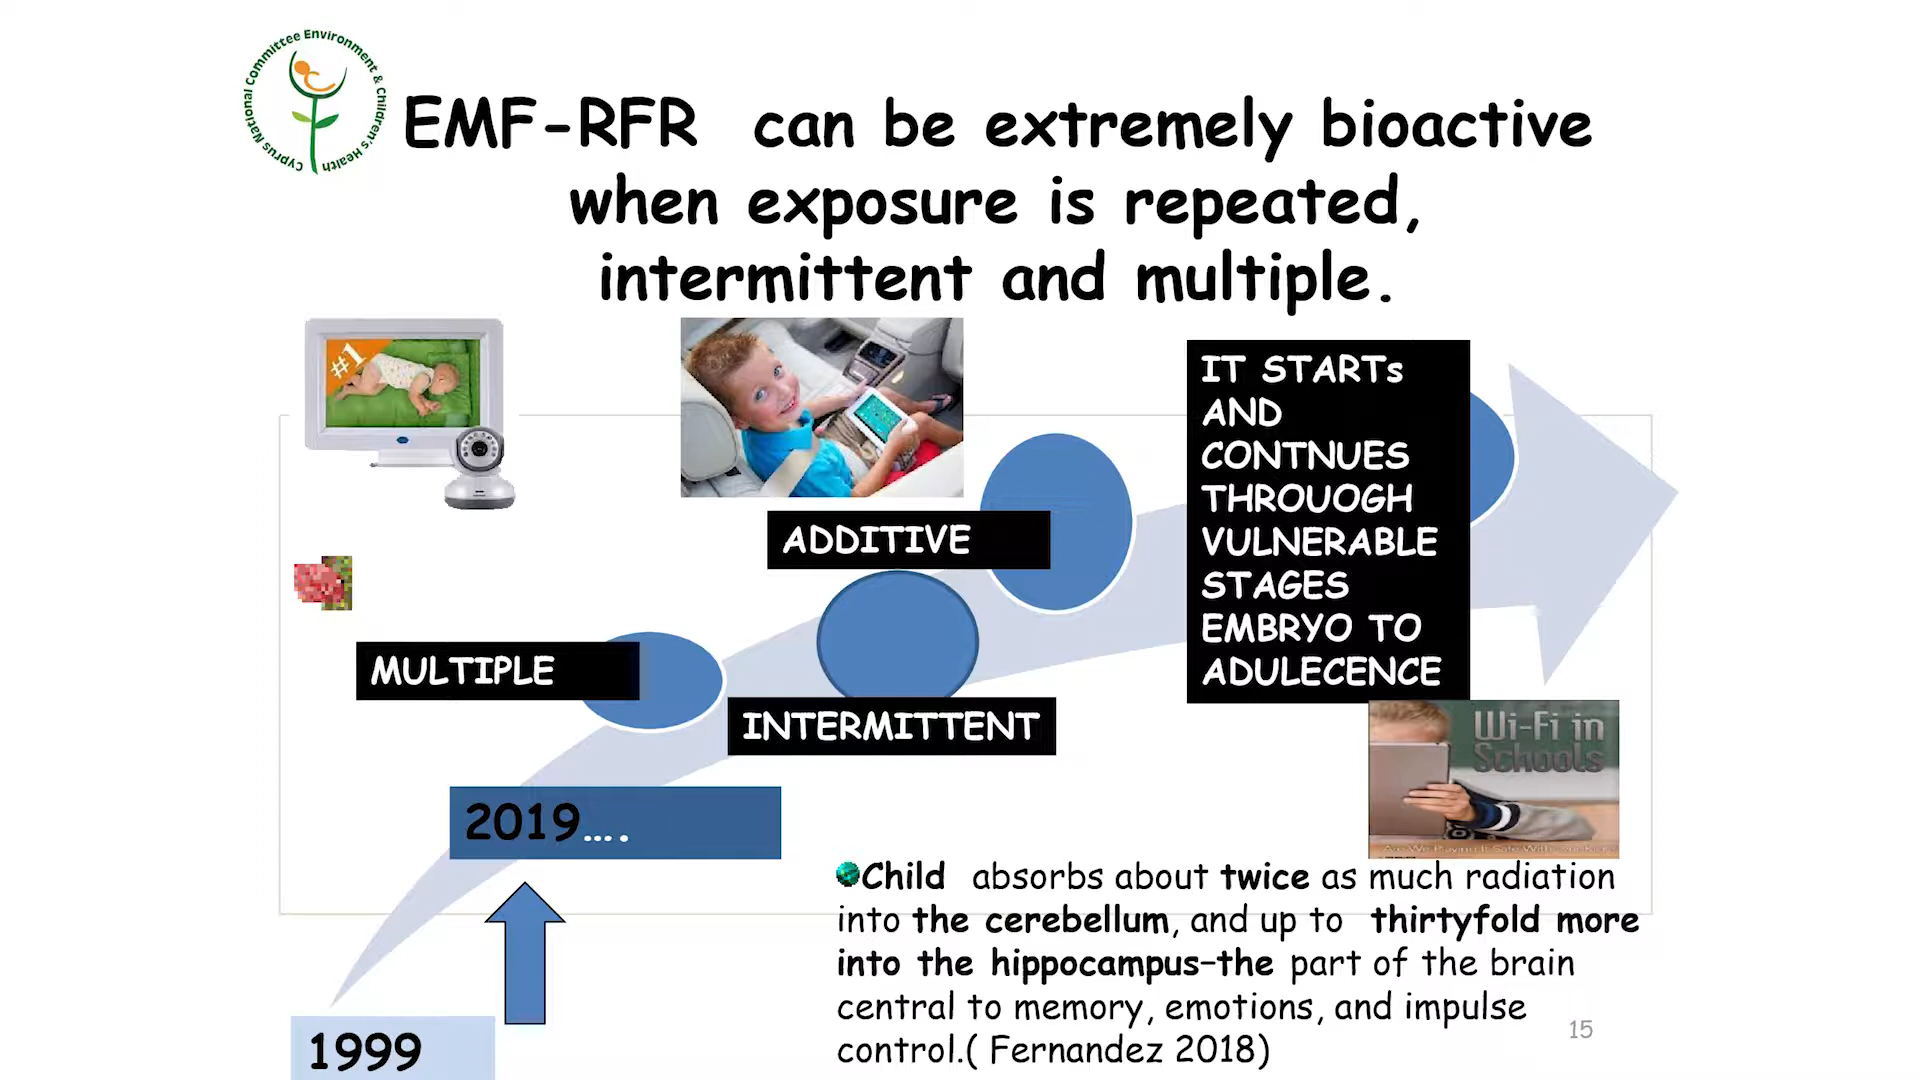 Cyprus National Committee Environment & Children's Health
EMF-RFR can be extremely bioactive
when exposure is repeated,
intermittent and multiple.
#1
IT STARTs
AND
CONTNUES
THROUOGH
VULNERABLE
STAGES
EMBRYO TO
ADULECENCE
ADDITIVE
MULTIPLE
INTERMITTENT
Wi-Fi in
Schools
2019....
Child absorbs about twice as much radiation
into the cerebellum, and up to thirtyfold more
into the hippocampus–the part of the brain
central to memory, emotions, and impulse
control.( Fernandez 2018)
15
1999